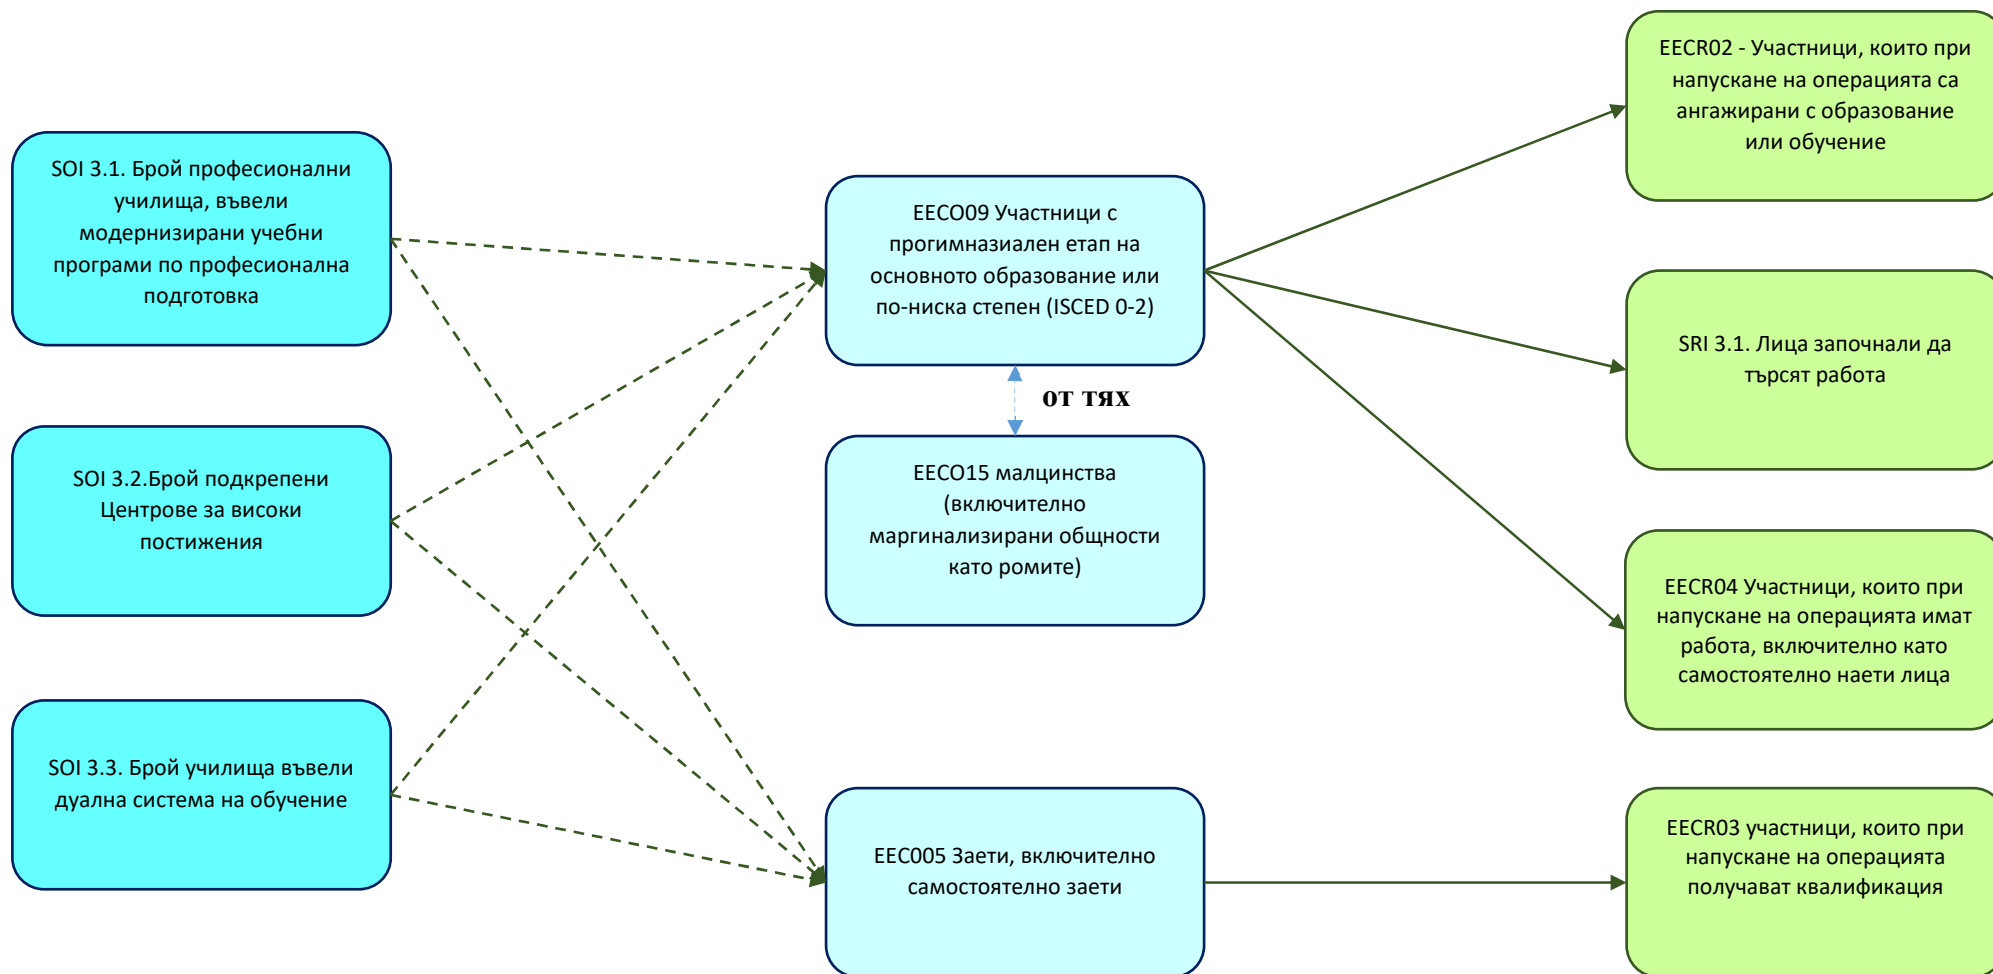 SOI 3.1. Брой професионални
училища, въвели
модернизирани учебни
програми по професионална
подготовка
SOI 3.2.Брой подкрепени
Центрове за високи
постижения
SOI 3.3. Брой училища въвели
дуална система на обучение
EECO09 Участници с
прогимназиален етап на
основното образование или
по-ниска степен (ISCED 0-2)
от тях
EECO15 малцинства
(включително
маргинализирани общности
като ромите)
EEC005 Заети, включително
самостоятелно заети
EECR02 - Участници, които при
напускане на операцията са
ангажирани с образование
или обучение
SRI 3.1. Лица започнали да
търсят работа
EECR04 Участници, които при
напускане на операцията имат
работа, включително като
самостоятелно наети лица
EECR03 участници, които при
напускане на операцията
получават квалификация